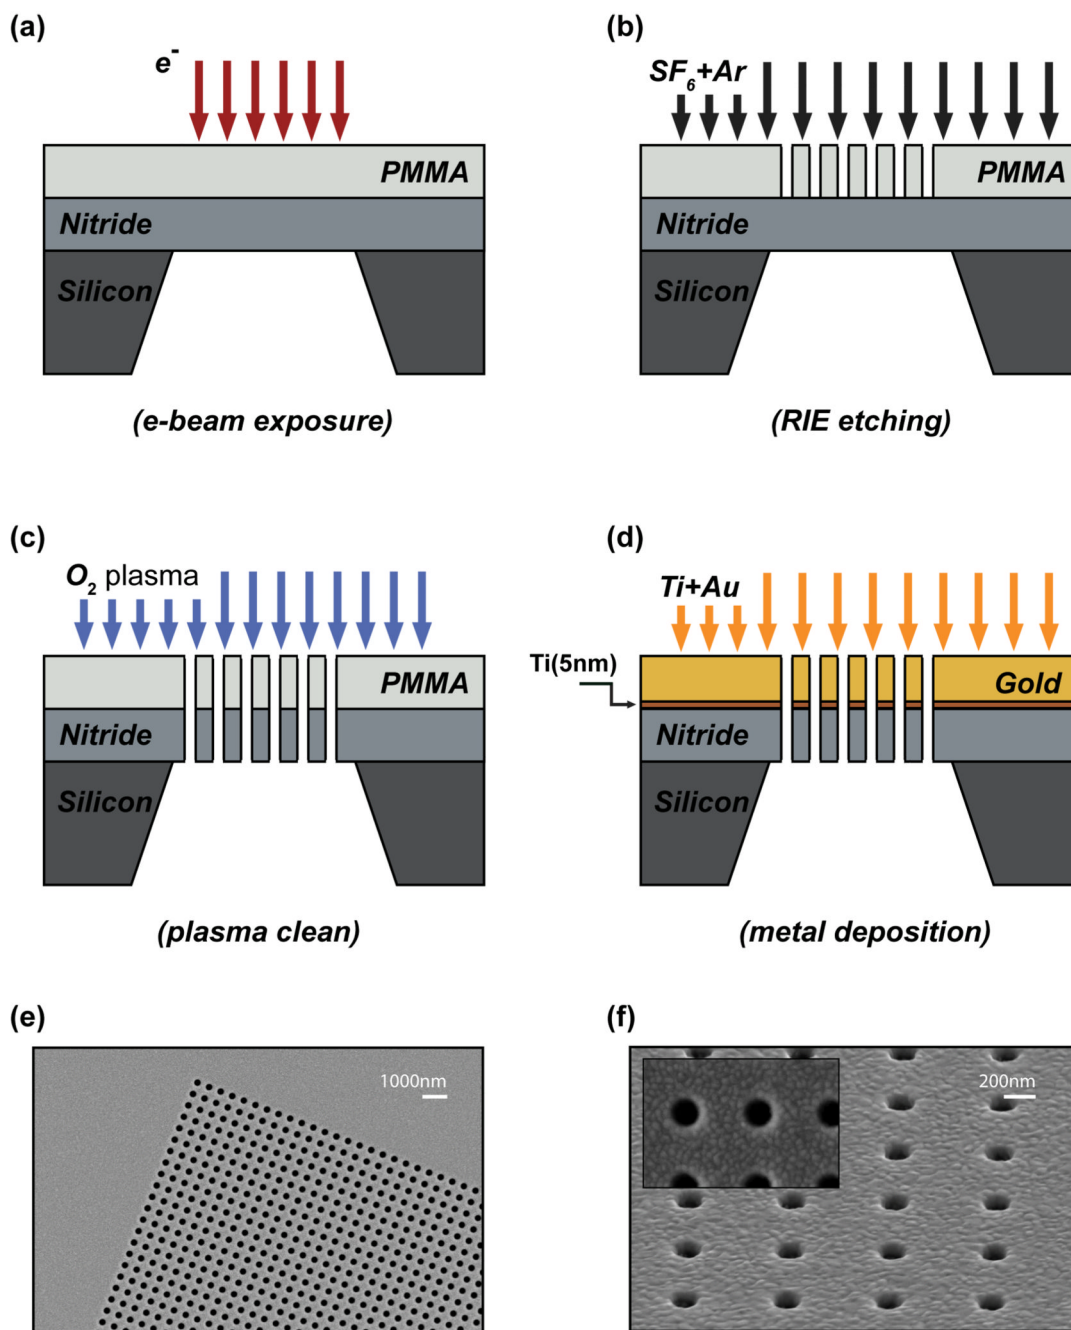 (a)
e-
PMMA
Nitride
Silicon
(e-beam exposure)
(b)
SF6+Ar
PMMA
Nitride
Silicon
(RIE etching)
(c)
O2 plasma
PMMA
Nitride
Silicon
(plasma clean)
(d)
Ti+Au
Ti(5nm)
Gold
Nitride
Silicon
(metal deposition)
(e)
1000nm
(f)
200nm